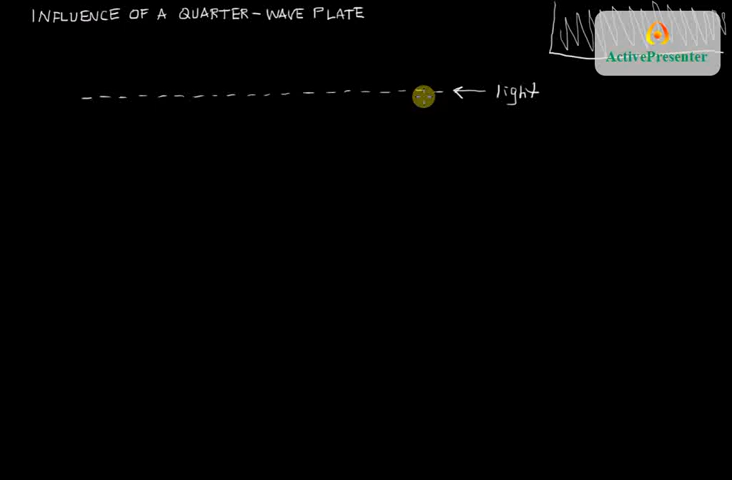 INFLUENCE OF A QUARTER-WAVE PLATE
ActivePresenter
← light